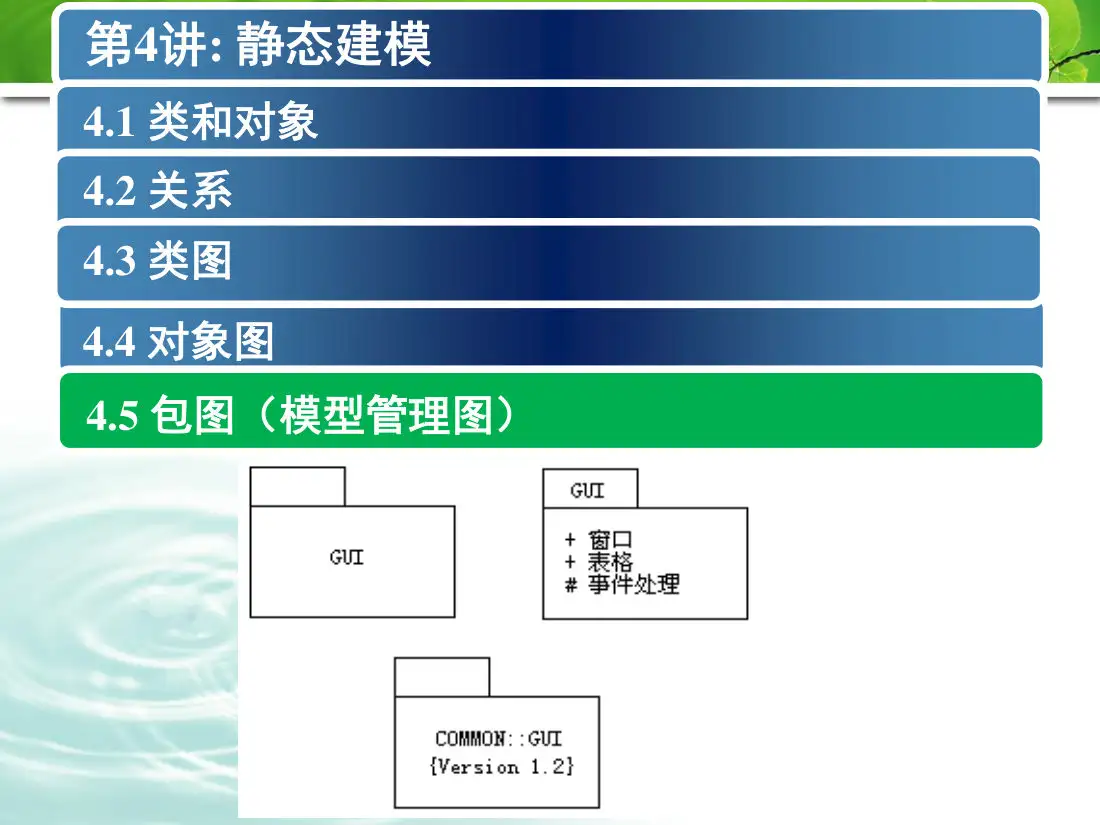 第4讲: 静态建模
4.1 类和对象
4.2 关系
4.3 类图
4.4 对象图
4.5 包图（模型管理图）
GUI
GUI
+ 窗口
+ 表格
# 事件处理
COMMON::GUI
{Version 1.2}